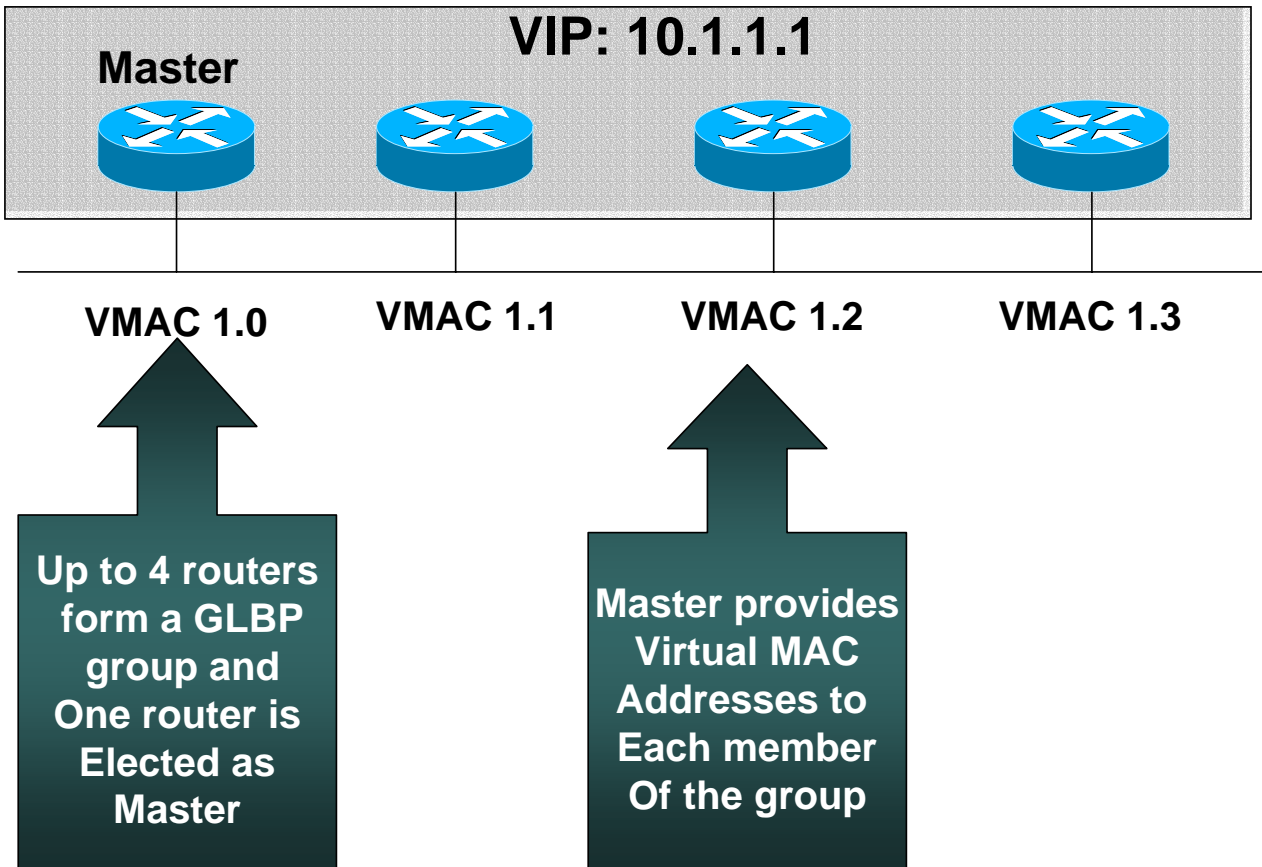 VIP: 10.1.1.1
Master
VMAC 1.0
VMAC 1.1
VMAC 1.2
VMAC 1.3
Up to 4 routers
form a GLBP
group and
One router is
Elected as
Master
Master provides
Virtual MAC
Addresses to
Each member
Of the group